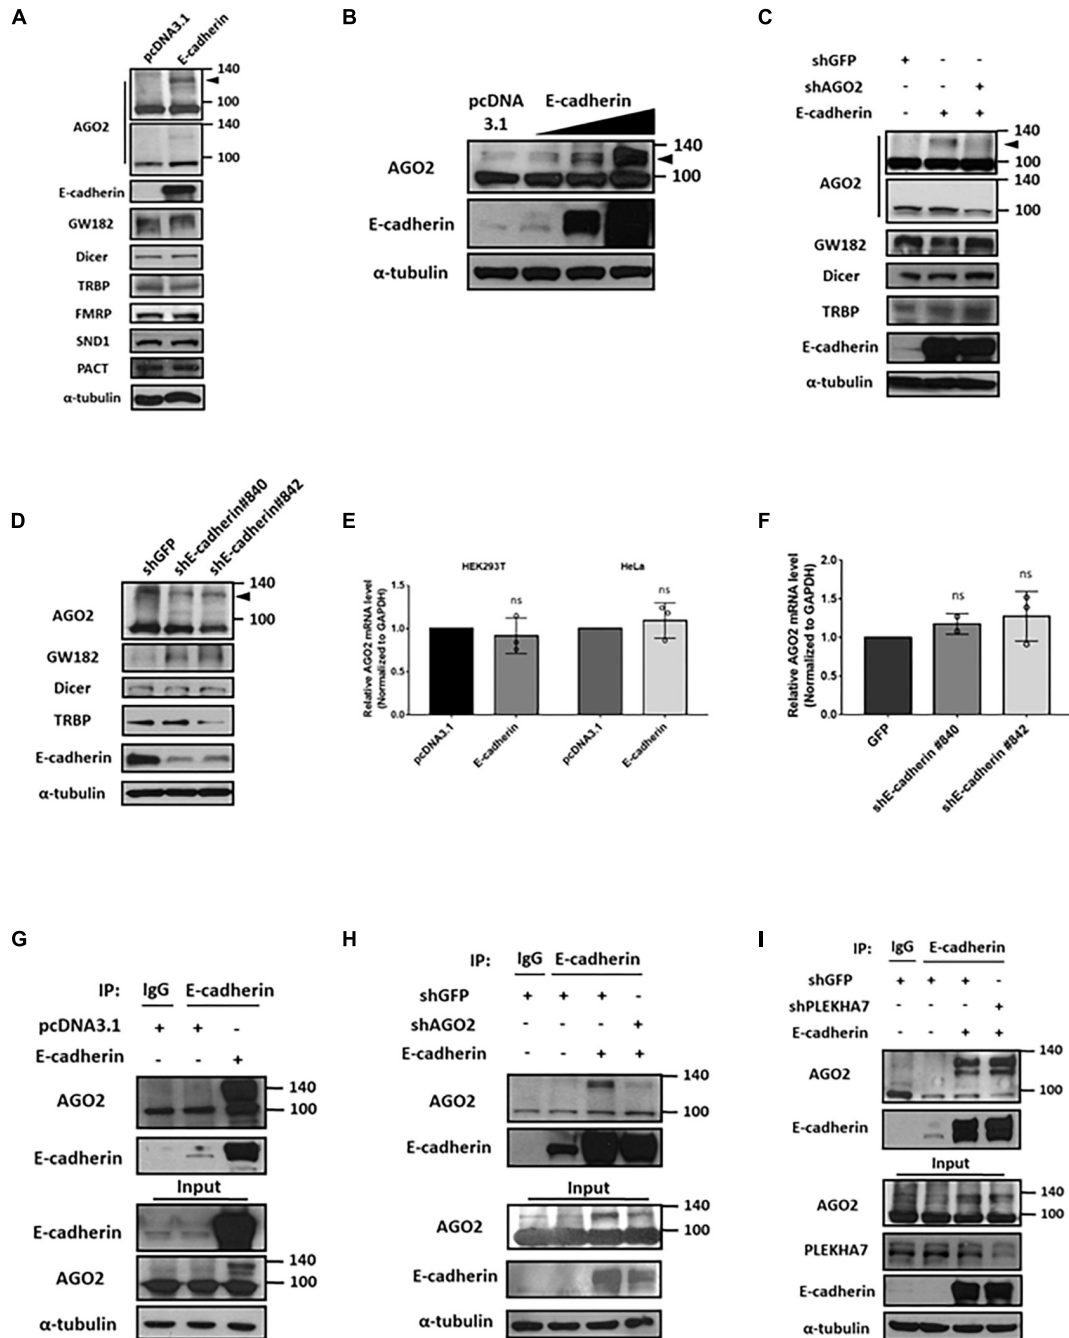 A
pcDNA3.1
E-cadherin
140
100
AGO2
140
100
E-cadherin
GW182
Dicer
TRBP
FMRP
SND1
PACT
α-tubulin
B
pcDNA
3.1
E-cadherin
140
AGO2
100
E-cadherin
α-tubulin
C
shGFP + - -
shAGO2 - - +
E-cadherin - + +
140
100
AGO2
140
100
GW182
Dicer
TRBP
E-cadherin
α-tubulin
D
shGFP
shE-cadherin#840
shE-cadherin#842
140
AGO2
100
GW182
Dicer
TRBP
E-cadherin
α-tubulin
E
HEK293T
HeLa
Relative AGO2 mRNA level
(Normalized to GAPDH)
1.5
1.0
0.5
0.0
ns
ns
pcDNA3.1
E-cadherin
pcDNA3.1
E-cadherin
F
Relative AGO2 mRNA level
(Normalized to GAPDH)
2.0
1.5
1.0
0.5
0.0
ns
ns
GFP
shE-cadherin #840
shE-cadherin #842
G
IP: IgG E-cadherin
pcDNA3.1 + + -
E-cadherin - - +
AGO2
140
100
E-cadherin
Input
E-cadherin
AGO2
140
100
α-tubulin
H
IP: IgG E-cadherin
shGFP + + + -
shAGO2 - - - +
E-cadherin - - + +
140
AGO2
100
E-cadherin
Input
140
AGO2
100
E-cadherin
α-tubulin
I
IP: IgG E-cadherin
shGFP + + + -
shPLEKHA7 - - - +
E-cadherin - - + +
140
AGO2
100
E-cadherin
Input
AGO2
140
100
PLEKHA7
E-cadherin
α-tubulin